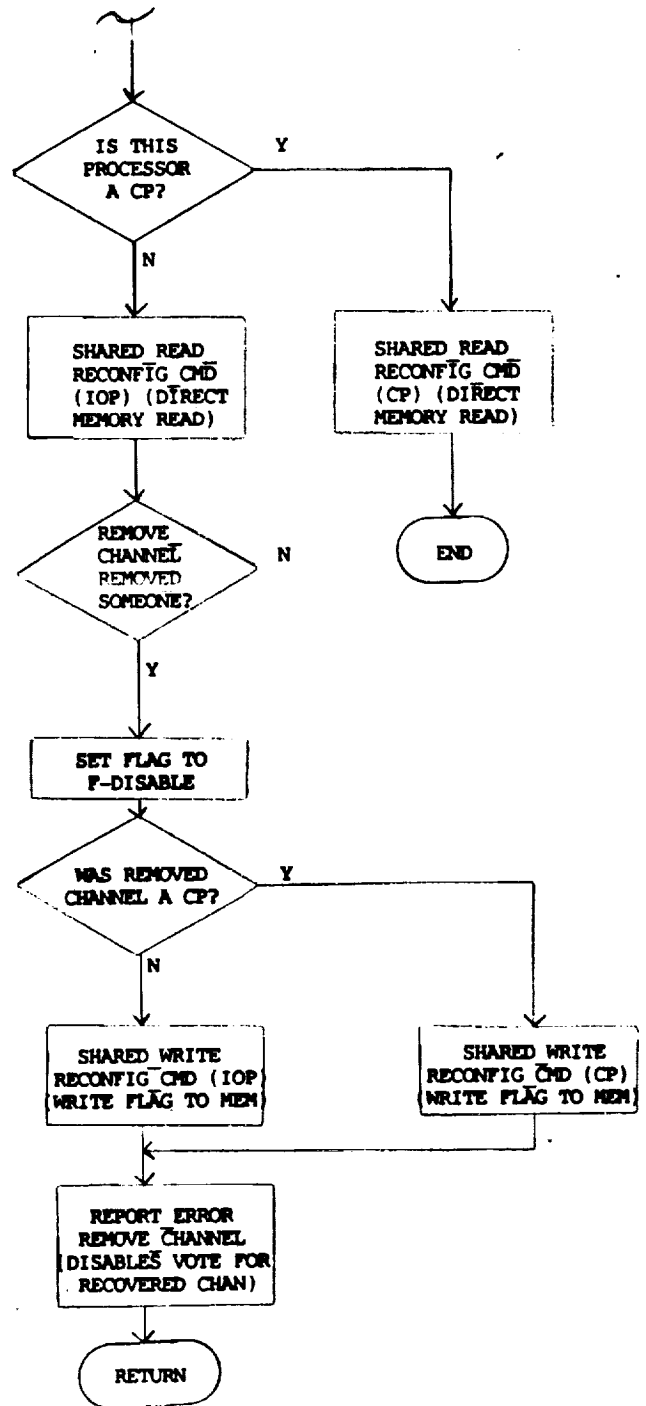 IS THIS
PROCESSOR
A CP?
Y
N
SHARED READ
RECONFIG CMD
(IOP) (DIRECT
MEMORY READ)
SHARED READ
RECONFIG CMD
(CP) (DIRECT
MEMORY READ)
REMOVE
CHANNEL
REMOVED
SOMEONE?
N
END
Y
SET FLAG TO
F-DISABLE
WAS REMOVED
CHANNEL A CP?
Y
N
SHARED WRITE
RECONFIG_CMD (IOP)
(WRITE FLAG TO MEM)
SHARED WRITE
RECONFIG CMD (CP)
(WRITE FLAG TO MEM)
REPORT ERROR
REMOVE CHANNEL
(DISABLES VOTE FOR
RECOVERED CHAN)
RETURN